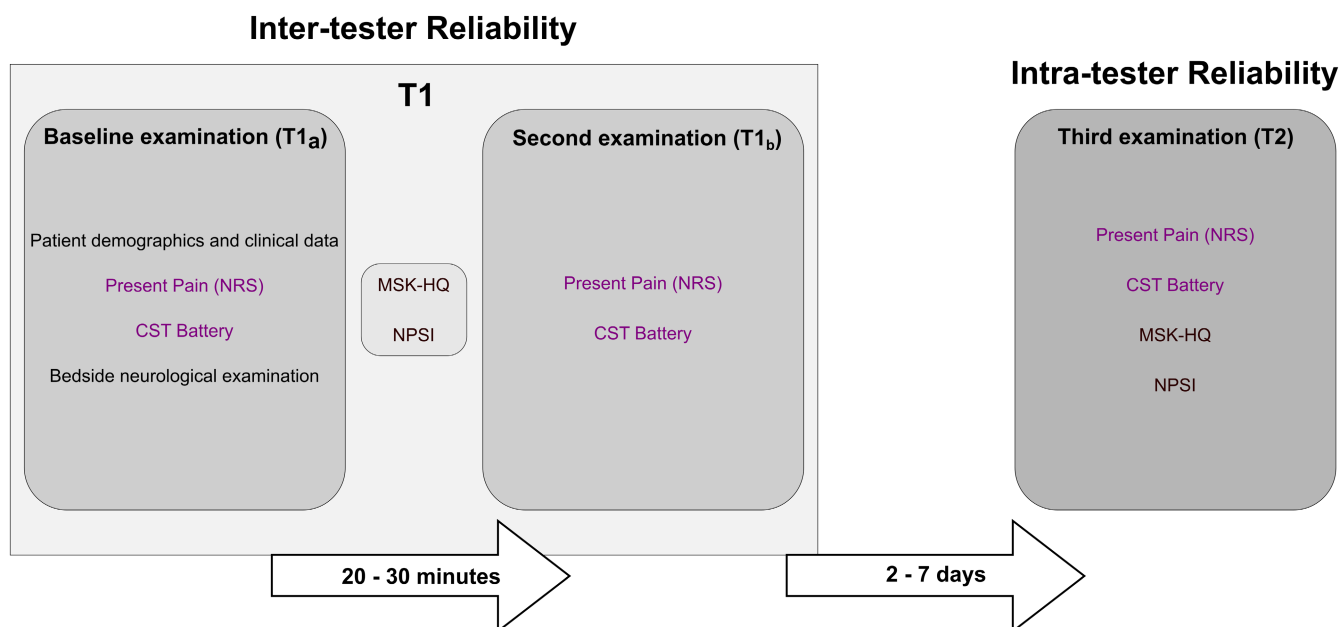 Inter-tester Reliability
T1
Baseline examination (T1a)
Patient demographics and clinical data
Present Pain (NRS)
CST Battery
Bedside neurological examination
MSK-HQ
NPSI
Second examination (T1b)
Present Pain (NRS)
CST Battery
20 - 30 minutes
2 - 7 days
Intra-tester Reliability
Third examination (T2)
Present Pain (NRS)
CST Battery
MSK-HQ
NPSI